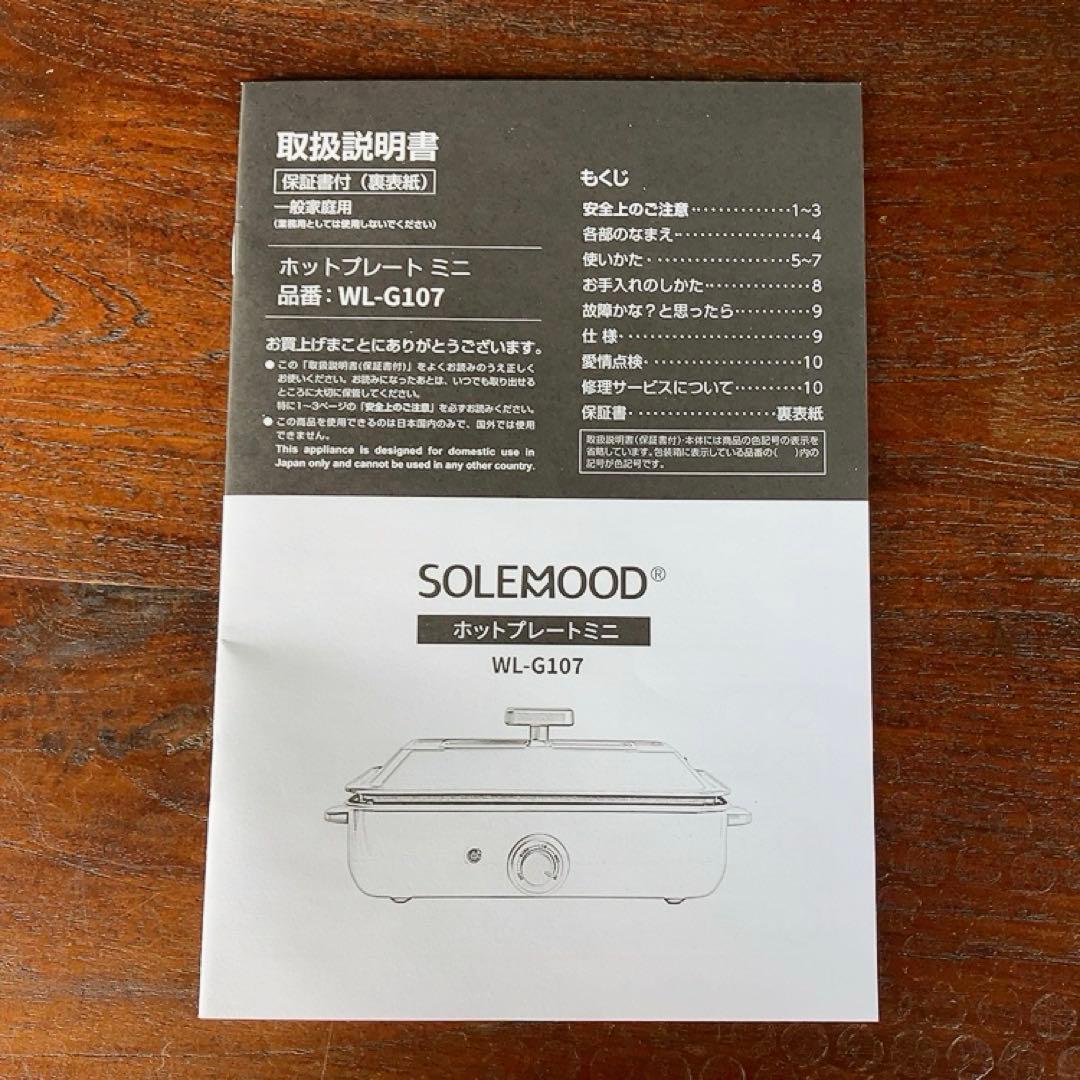 取扱説明書
保証書付（裏表紙）
一般家庭用
（業務用としては使用しないでください）
ホットプレート ミニ
品番：WL-G107
お買上げまことにありがとうございます。
●この「取扱説明書(保証書付)」をよくお読みのうえ正しく
お使いください。お読みになったあとは、いつでも取り出せる
ところに大切に保管してください。
特に1〜3ページの「安全上のご注意」を必ずお読みください。
●この商品を使用できるのは日本国内のみで、国外では使用
できません。
This appliance is designed for domestic use in
Japan only and cannot be used in any other country.
もくじ
安全上のご注意・・・・・・・・・・・・・・1~3
各部のなまえ・・・・・・・・・・・・・・・・・・4
使いかた・・・・・・・・・・・・・・・・・・・5~7
お手入れのしかた・・・・・・・・・・・・・・8
故障かな？と思ったら・・・・・・・・・・9
仕 様・・・・・・・・・・・・・・・・・・・・・・・・・9
愛情点検・・・・・・・・・・・・・・・・・・・・・10
修理サービスについて・・・・・・・・・・10
保証書・・・・・・・・・・・・・・・・・・・裏表紙
取扱説明書(保証書付)・本体には商品の色記号の表示を
省略しています。包装箱に表示している品番の(　)内の
記号が色記号です。
SOLEMOOD®
ホットプレートミニ
WL-G107